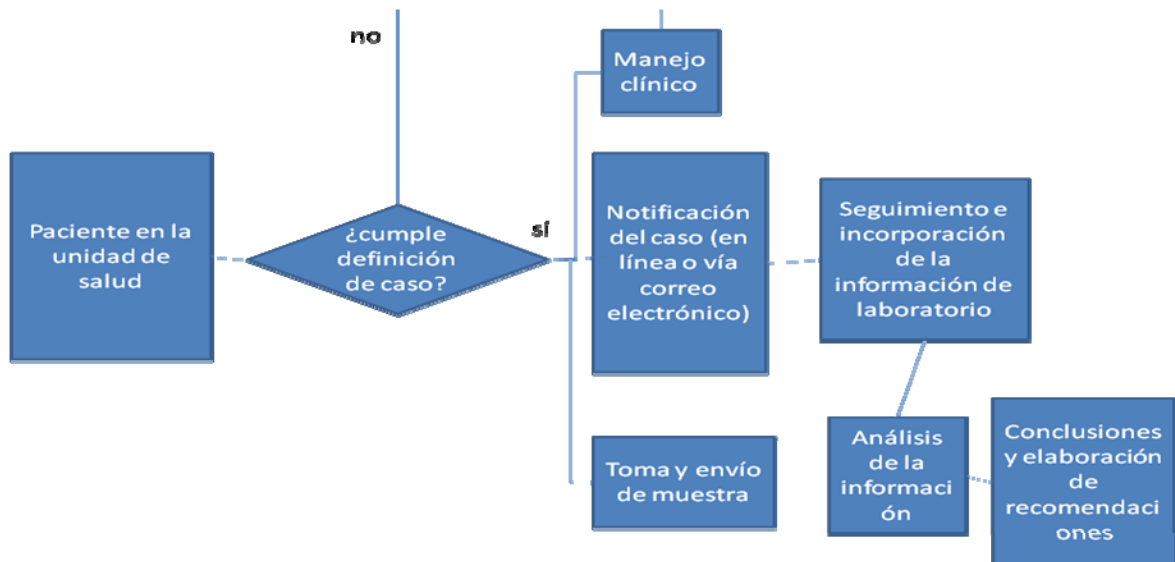 no
Manejo
clínico
Paciente en la
unidad de
salud
¿cumple
definición
de caso?
sí
Notificación
del caso (en
línea o vía
correo
electrónico)
Seguimiento e
incorporación
de la
información de
laboratorio
Toma y envío
de muestra
Análisis
de la
informaci
ón
Conclusiones
y elaboración
de
recomendaci
ones